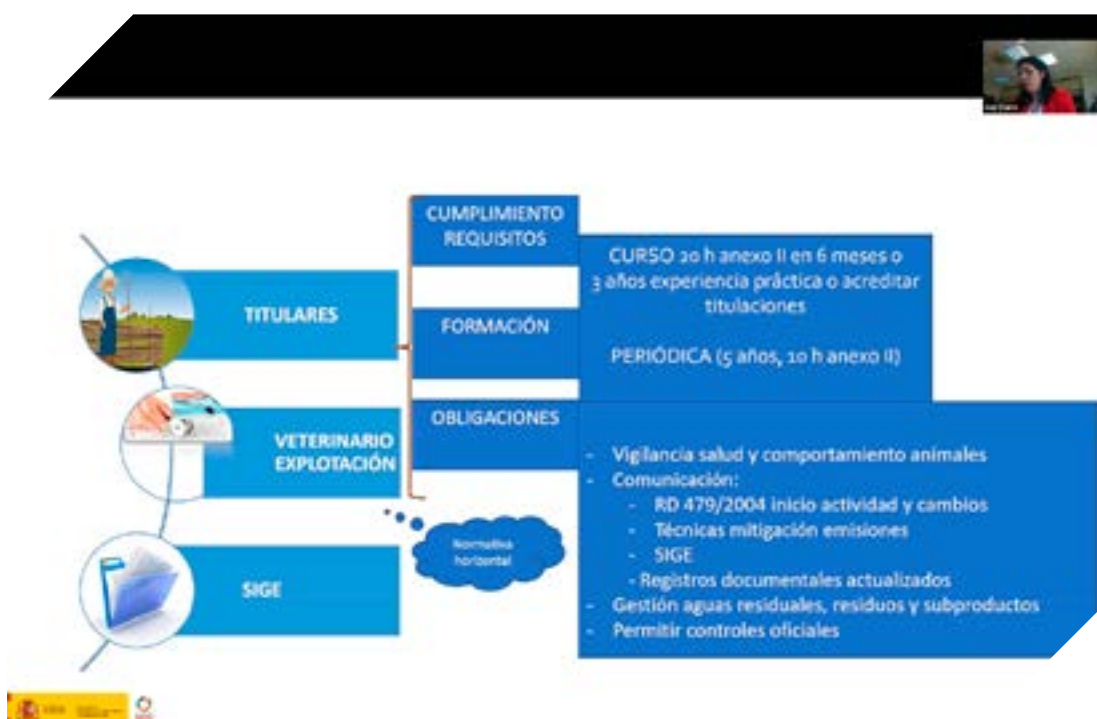 TITULARES
VETERINARIO
EXPLOTACIÓN
SIGE
CUMPLIMIENTO
REQUISITOS
FORMACIÓN
OBLIGACIONES
Normativa
horizontal
CURSO 20 h anexo II en 6 meses o
3 años experiencia práctica o acreditar
titulaciones
PERIÓDICA (5 años, 10 h anexo II)
- Vigilancia salud y comportamiento animales
- Comunicación:
- RD 479/2004 inicio actividad y cambios
- Técnicas mitigación emisiones
- SIGE
- Registros documentales actualizados
- Gestión aguas residuales, residuos y subproductos
- Permitir controles oficiales